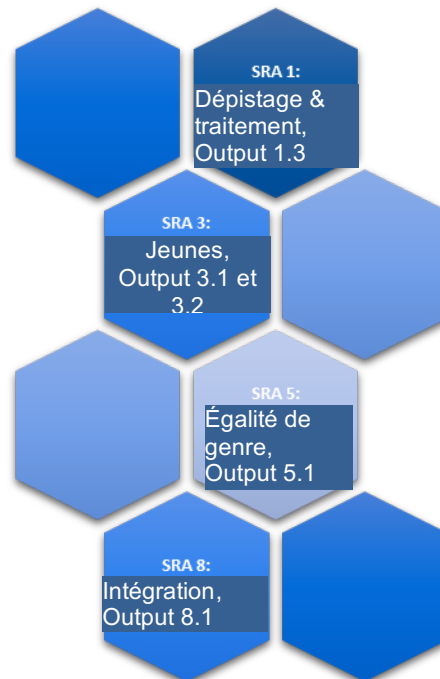 SRA 1:
Dépistage &
traitement,
Output 1.3
SRA 3:
Jeunes,
Output 3.1 et
3.2
SRA 5:
Égalité de
genre,
Output 5.1
SRA 8:
Intégration,
Output 8.1